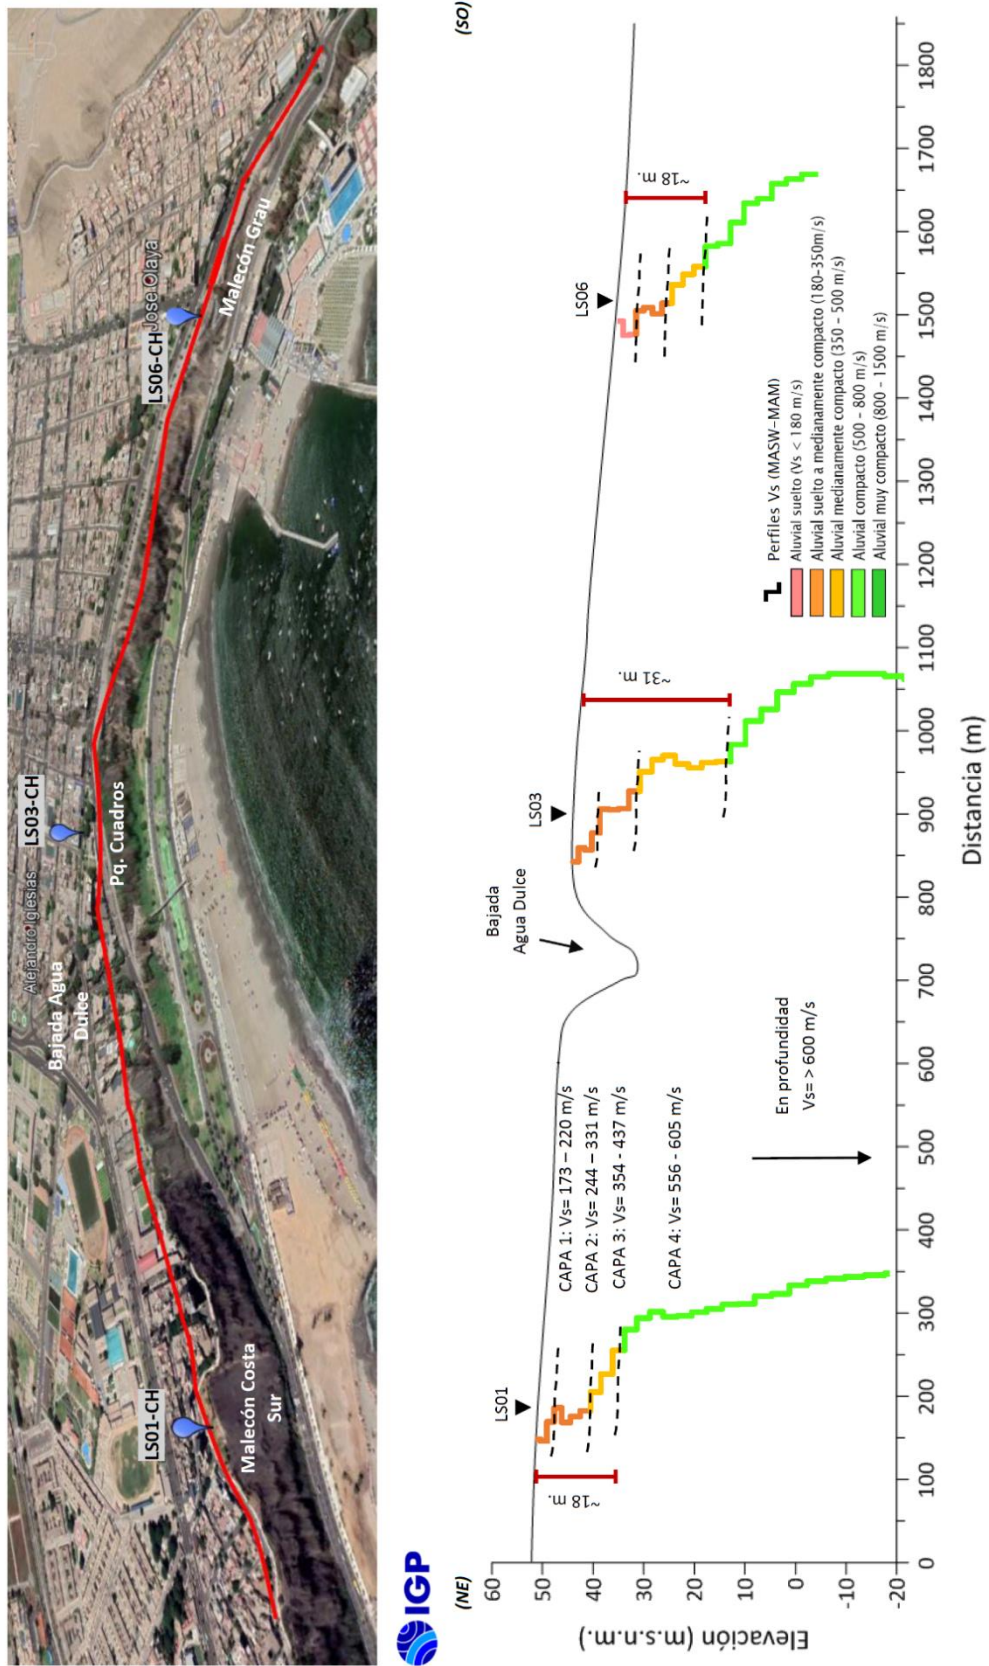 LS01-CH
Malecón Costa
Sur
Bajada Agua
Dulce
Alejandro Iglesias
LS03-CH
Pq. Cuadros
LS06-CH
Jose Olaya
Malecón Grau
IGP
(NE)
(SO)
LS01
LS03
LS06
Bajada
Agua Dulce
~18 m.
~31 m.
~18 m.
CAPA 1: Vs= 173 – 220 m/s
CAPA 2: Vs= 244 – 331 m/s
CAPA 3: Vs= 354 - 437 m/s
CAPA 4: Vs= 556 - 605 m/s
En profundidad
Vs= > 600 m/s
Perfiles Vs (MASW-MAM)
Aluvial suelto (Vs < 180 m/s)
Aluvial suelto a medianamente compacto (180-350m/s)
Aluvial medianamente compacto (350 - 500 m/s)
Aluvial compacto (500 - 800 m/s)
Aluvial muy compacto (800 - 1500 m/s)
Elevación (m.s.n.m.)
60
50
40
30
20
10
0
-10
-20
0 100 200 300 400 500 600 700 800 900 1000 1100 1200 1300 1400 1500 1600 1700 1800
Distancia (m)